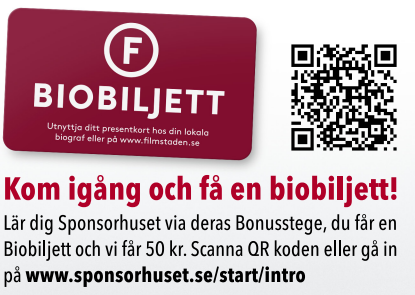 F
BIOBILJETT
Utnyttja ditt presentkort hos din lokala
biograf eller på www.filmstaden.se
Kom igång och få en biobiljett!
Lär dig Sponsorhuset via deras Bonusstege, du får en
Biobiljett och vi får 50 kr. Scanna QR koden eller gå in
på www.sponsorhuset.se/start/intro